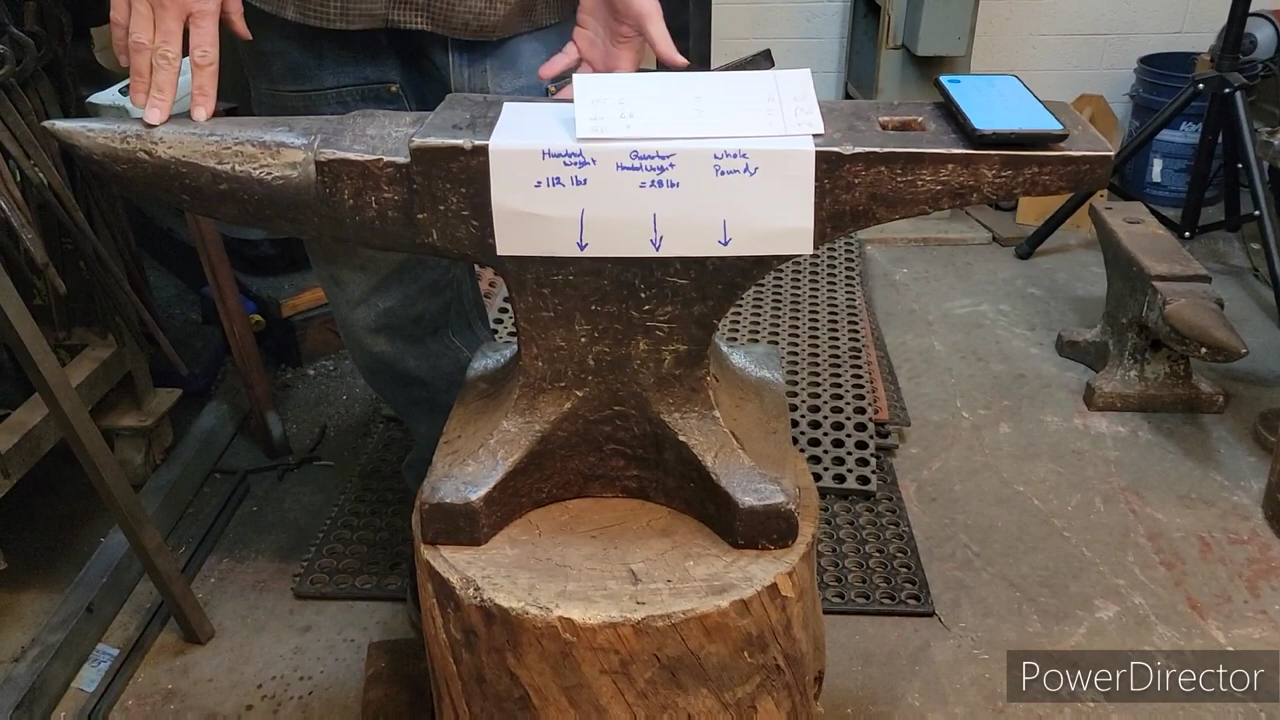 Hundred Weight
= 112 lbs
Quarter Hundred Weight
= 28 lbs
whole Pounds
PowerDirector